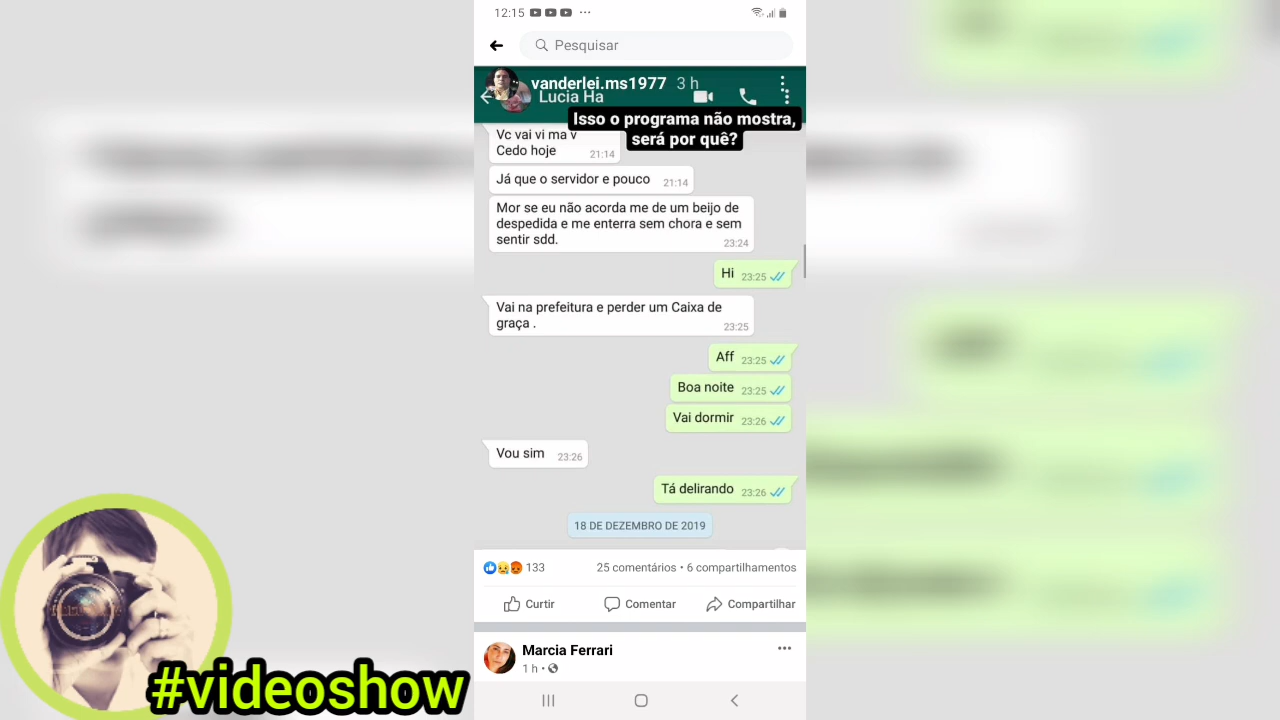 12:15
Pesquisar
vanderlei.ms1977 3 h
Lucia Ha
Isso o programa não mostra,
será por quê?
Vc vai vi ma v
Cedo hoje 21:14
Já que o servidor e pouco 21:14
Mor se eu não acorda me de um beijo de
despedida e me enterra sem chora e sem
sentir sdd. 23:24
Hi 23:25
Vai na prefeitura e perder um Caixa de
graça . 23:25
Aff 23:25
Boa noite 23:25
Vai dormir 23:26
Vou sim 23:26
Tá delirando 23:26
18 DE DEZEMBRO DE 2019
133 25 comentários • 6 compartilhamentos
Curtir Comentar Compartilhar
Marcia Ferrari
1 h •
#videoshow